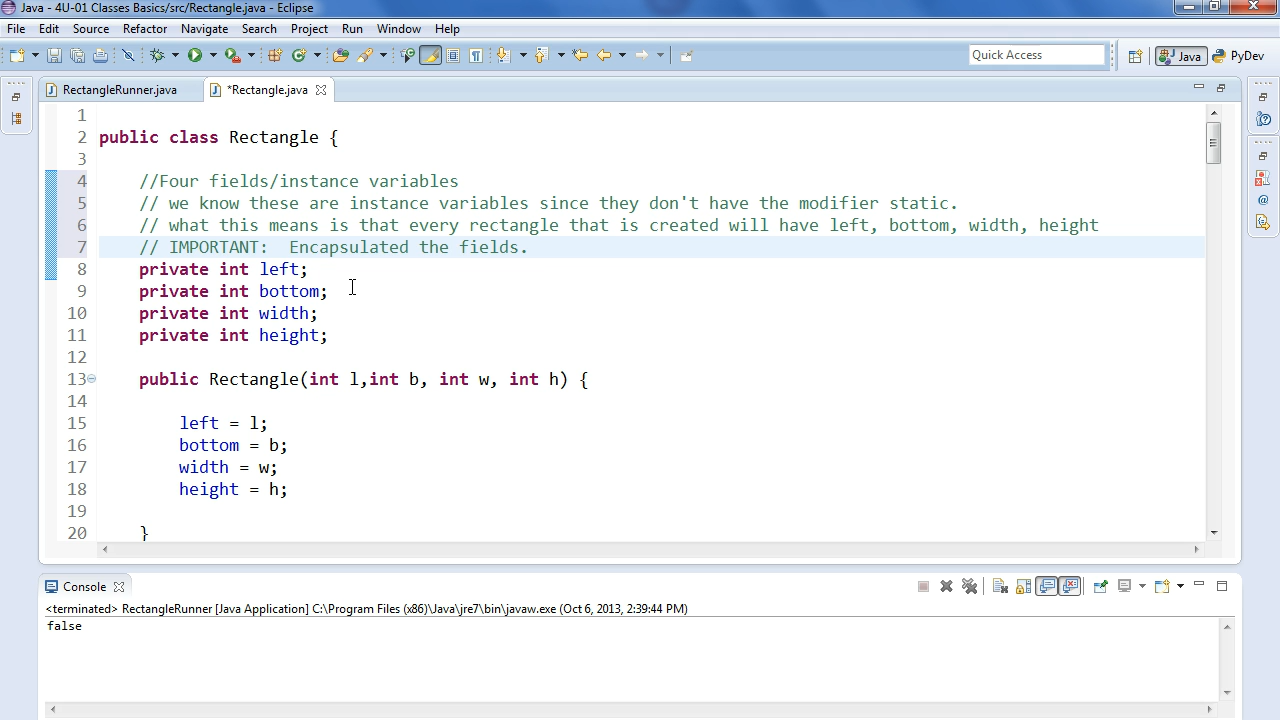 Java - 4U-01 Classes Basics/src/Rectangle.java - Eclipse
File Edit Source Refactor Navigate Search Project Run Window Help
Quick Access Java PyDev
RectangleRunner.java *Rectangle.java
1
2 public class Rectangle {
3
4 //Four fields/instance variables
5 // we know these are instance variables since they don't have the modifier static.
6 // what this means is that every rectangle that is created will have left, bottom, width, height
7 // IMPORTANT:  Encapsulated the fields.
8 private int left;
9 private int bottom;
10 private int width;
11 private int height;
12
13 public Rectangle(int l,int b, int w, int h) {
14
15 left = l;
16 bottom = b;
17 width = w;
18 height = h;
19
20 }
Console
<terminated> RectangleRunner [Java Application] C:\Program Files (x86)\Java\jre7\bin\javaw.exe (Oct 6, 2013, 2:39:44 PM)
false